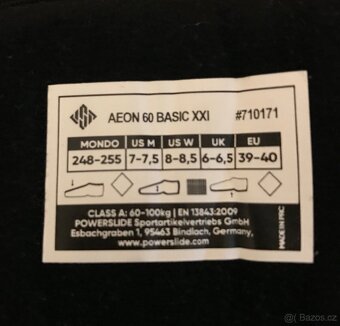 USD
AEON 60 BASIC XXI #710171
MONDO US M US W UK EU
248-255 7-7,5 8-8,5 6-6,5 39-40
CLASS A: 60-100kg | EN 13843:2009
POWERSLIDE Sportartikelvertriebs GmbH
Esbachgraben 1, 95463 Bindlach, Germany,
www.powerslide.com
MADE IN PRC
Bazos.cz